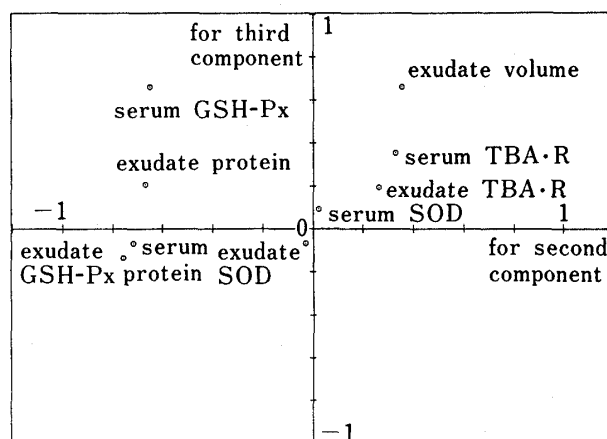 for third
component
1
exudate volume
serum GSH-Px
exudate protein
serum TBA·R
exudate TBA·R
serum SOD
-1
0
1
exudate
GSH-Px
serum
protein
exudate
SOD
for second
component
-1